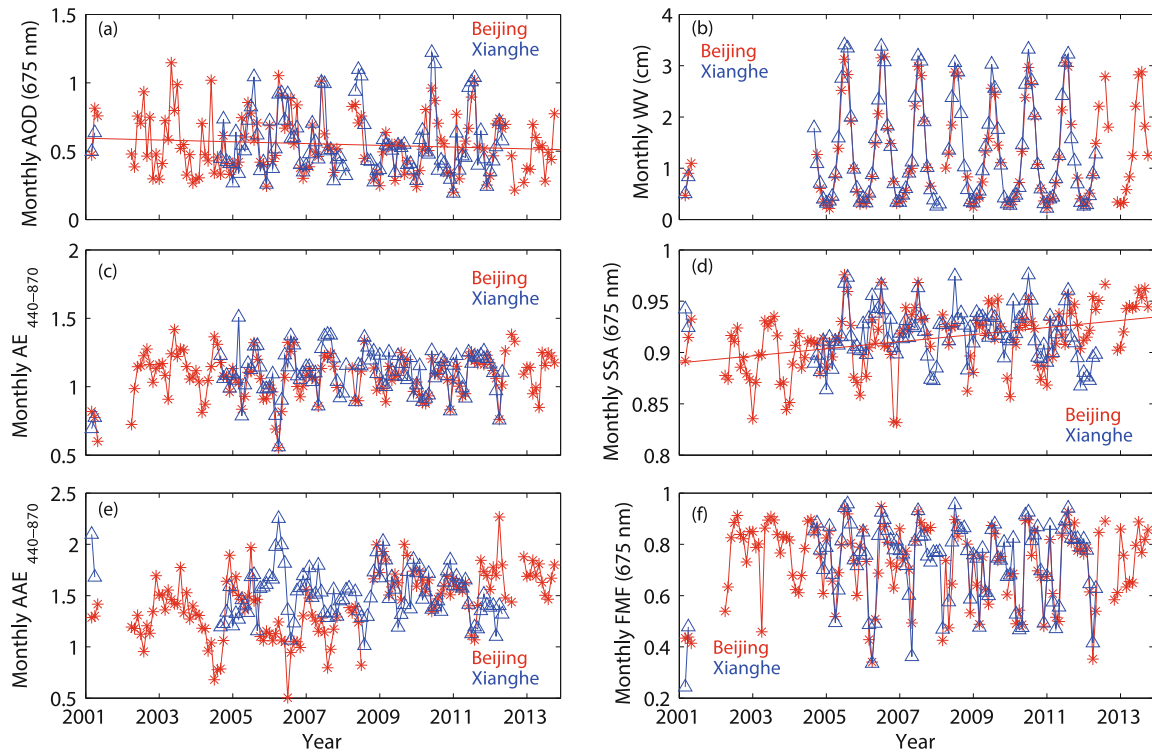 (a)
Beijing
Xianghe
Monthly AOD (675 nm)
1.5
1
0.5
0
(b)
Beijing
Xianghe
Monthly WV (cm)
4
3
2
1
0
(c)
Beijing
Xianghe
Monthly AE 440–870
2
1.5
1
0.5
(d)
Beijing
Xianghe
Monthly SSA (675 nm)
1
0.95
0.9
0.85
0.8
(e)
Beijing
Xianghe
Monthly AAE 440–870
2.5
2
1.5
1
0.5
2001 2003 2005 2007 2009 2011 2013
Year
(f)
Beijing
Xianghe
Monthly FMF (675 nm)
1
0.8
0.6
0.4
0.2
2001 2003 2005 2007 2009 2011 2013
Year